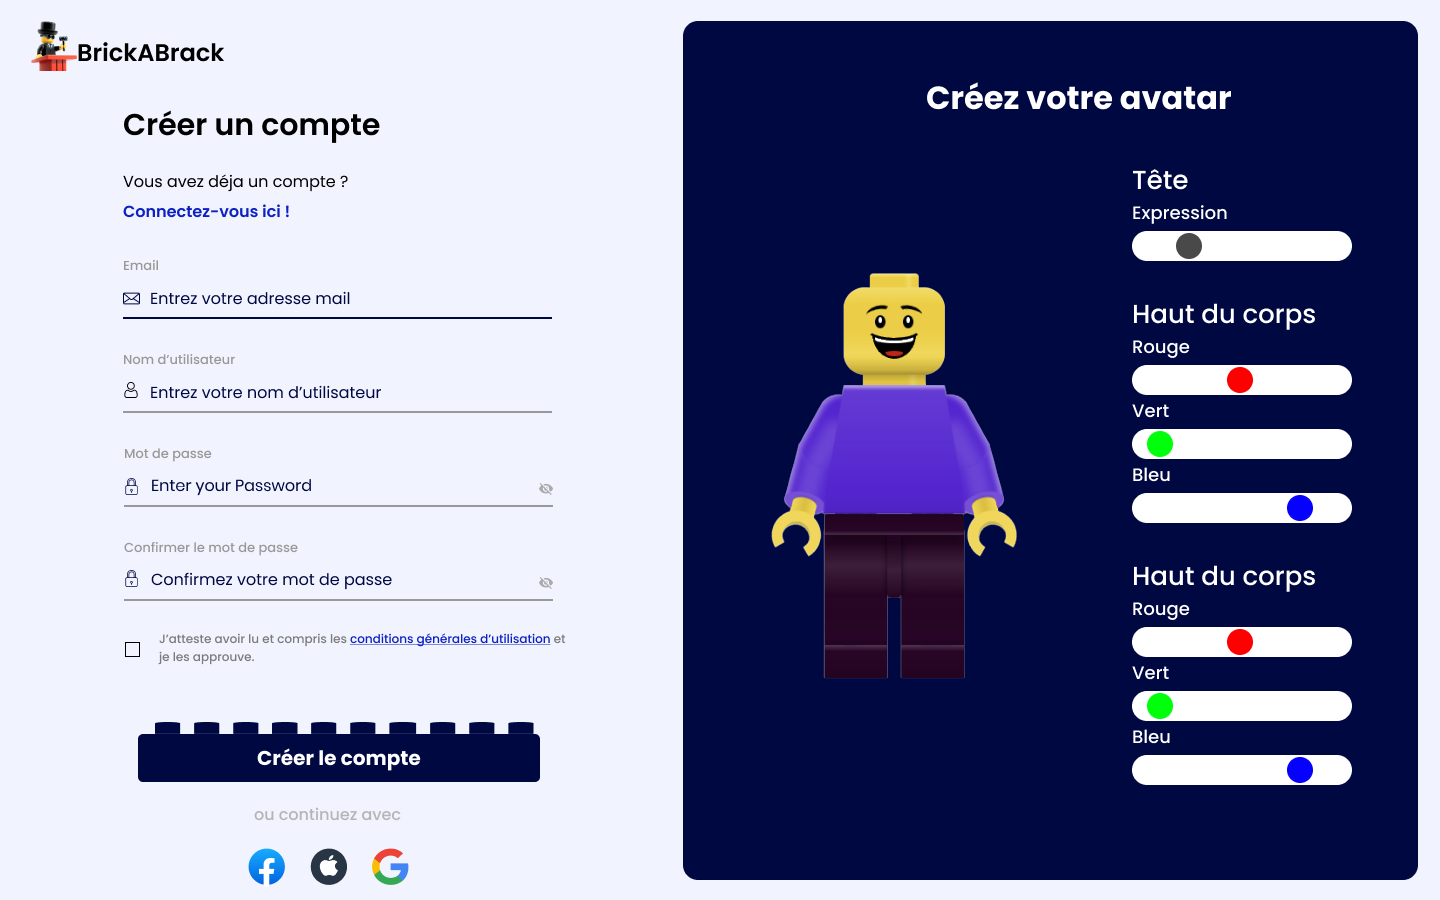 BrickABrack
Créer un compte
Vous avez déja un compte ?
Connectez-vous ici !
Email
Entrez votre adresse mail
Nom d’utilisateur
Entrez votre nom d’utilisateur
Mot de passe
Enter your Password
Confirmer le mot de passe
Confirmez votre mot de passe
J’atteste avoir lu et compris les conditions générales d’utilisation et
je les approuve.
Créer le compte
ou continuez avec
Créez votre avatar
Tête
Expression
Haut du corps
Rouge
Vert
Bleu
Haut du corps
Rouge
Vert
Bleu